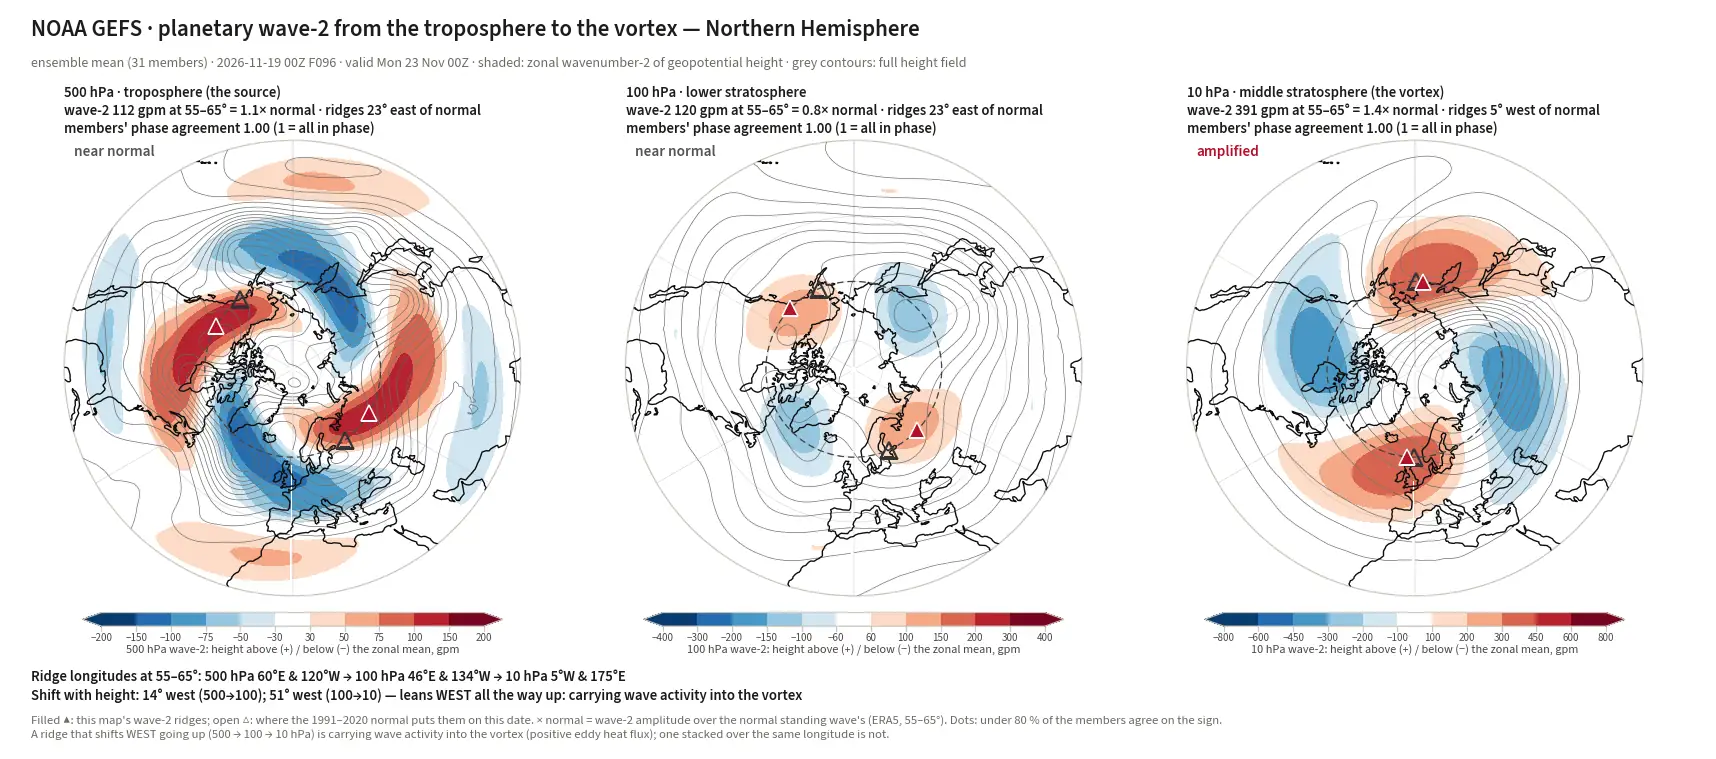 NOAA GEFS · planetary wave-2 from the troposphere to the vortex — Northern Hemisphere
ensemble mean (31 members) · 2026-11-19 00Z F096 · valid Mon 23 Nov 00Z · shaded: zonal wavenumber-2 of geopotential height · grey contours: full height field
500 hPa · troposphere (the source)
wave-2 112 gpm at 55–65° = 1.1× normal · ridges 23° east of normal
members' phase agreement 1.00 (1 = all in phase)
near normal
100 hPa · lower stratosphere
wave-2 120 gpm at 55–65° = 0.8× normal · ridges 23° east of normal
members' phase agreement 1.00 (1 = all in phase)
near normal
10 hPa · middle stratosphere (the vortex)
wave-2 391 gpm at 55–65° = 1.4× normal · ridges 5° west of normal
members' phase agreement 1.00 (1 = all in phase)
amplified
−200 −150 −100 −75 −50 −30 30 50 75 100 150 200
500 hPa wave-2: height above (+) / below (−) the zonal mean, gpm
−400 −300 −200 −150 −100 −60 60 100 150 200 300 400
100 hPa wave-2: height above (+) / below (−) the zonal mean, gpm
−800 −600 −450 −300 −200 −100 100 200 300 450 600 800
10 hPa wave-2: height above (+) / below (−) the zonal mean, gpm
Ridge longitudes at 55–65°: 500 hPa 60°E & 120°W → 100 hPa 46°E & 134°W → 10 hPa 5°W & 175°E
Shift with height: 14° west (500→100); 51° west (100→10) — leans WEST all the way up: carrying wave activity into the vortex
Filled ▲: this map's wave-2 ridges; open △: where the 1991–2020 normal puts them on this date. × normal = wave-2 amplitude over the normal standing wave's (ERA5, 55–65°). Dots: under 80 % of the members agree on the sign.
A ridge that shifts WEST going up (500 → 100 → 10 hPa) is carrying wave activity into the vortex (positive eddy heat flux); one stacked over the same longitude is not.